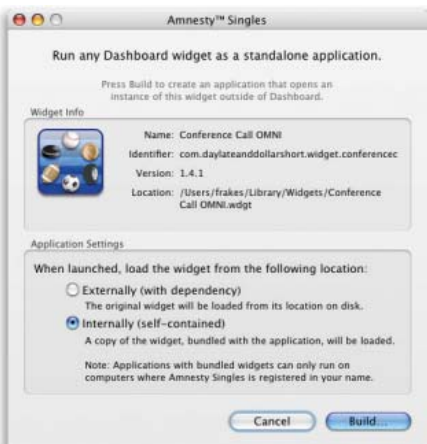 Amnesty™ Singles
Run any Dashboard widget as a standalone application.
Press Build to create an application that opens an
instance of this widget outside of Dashboard.
Widget Info
Name: Conference Call OMNI
Identifier: com.daylateanddollarshort.widget.conferencec
Version: 1.4.1
Location: /Users/frakes/Library/Widgets/Conference
Call OMNI.wdgt
Application Settings
When launched, load the widget from the following location:
Externally (with dependency)
The original widget will be loaded from its location on disk.
Internally (self-contained)
A copy of the widget, bundled with the application, will be loaded.
Note: Applications with bundled widgets can only run on
computers where Amnesty Singles is registered in your name.
Cancel
Build...